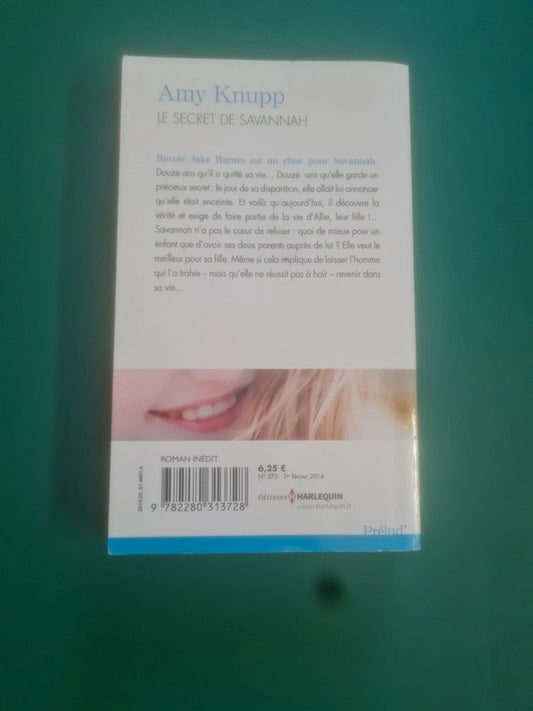 Amy Knupp
LE SECRET DE SAVANNAH
Revoir Jake Barnes est un choc pour Savannah.
Douze ans qu'il a quitté sa vie... Douze ans qu'elle garde un
précieux secret : le jour de sa disparition, elle allait lui annoncer
qu'elle était enceinte. Et voilà qu'aujourd'hui, il découvre la
vérité et exige de faire partie de la vie d'Allie, leur fille !...
Savannah n'a pas le cœur de refuser : quoi de mieux pour un
enfant que d'avoir ses deux parents auprès de lui ? Elle veut le
meilleur pour sa fille. Même si cela implique de laisser l'homme
qui l'a trahie – mais qu'elle ne réussit pas à haïr – revenir dans
sa vie...
ROMAN INÉDIT
6,25 €
N° 375 - 1er février 2014
éditions HARLEQUIN
www.harlequin.fr
9 782280 313728
Prélud'